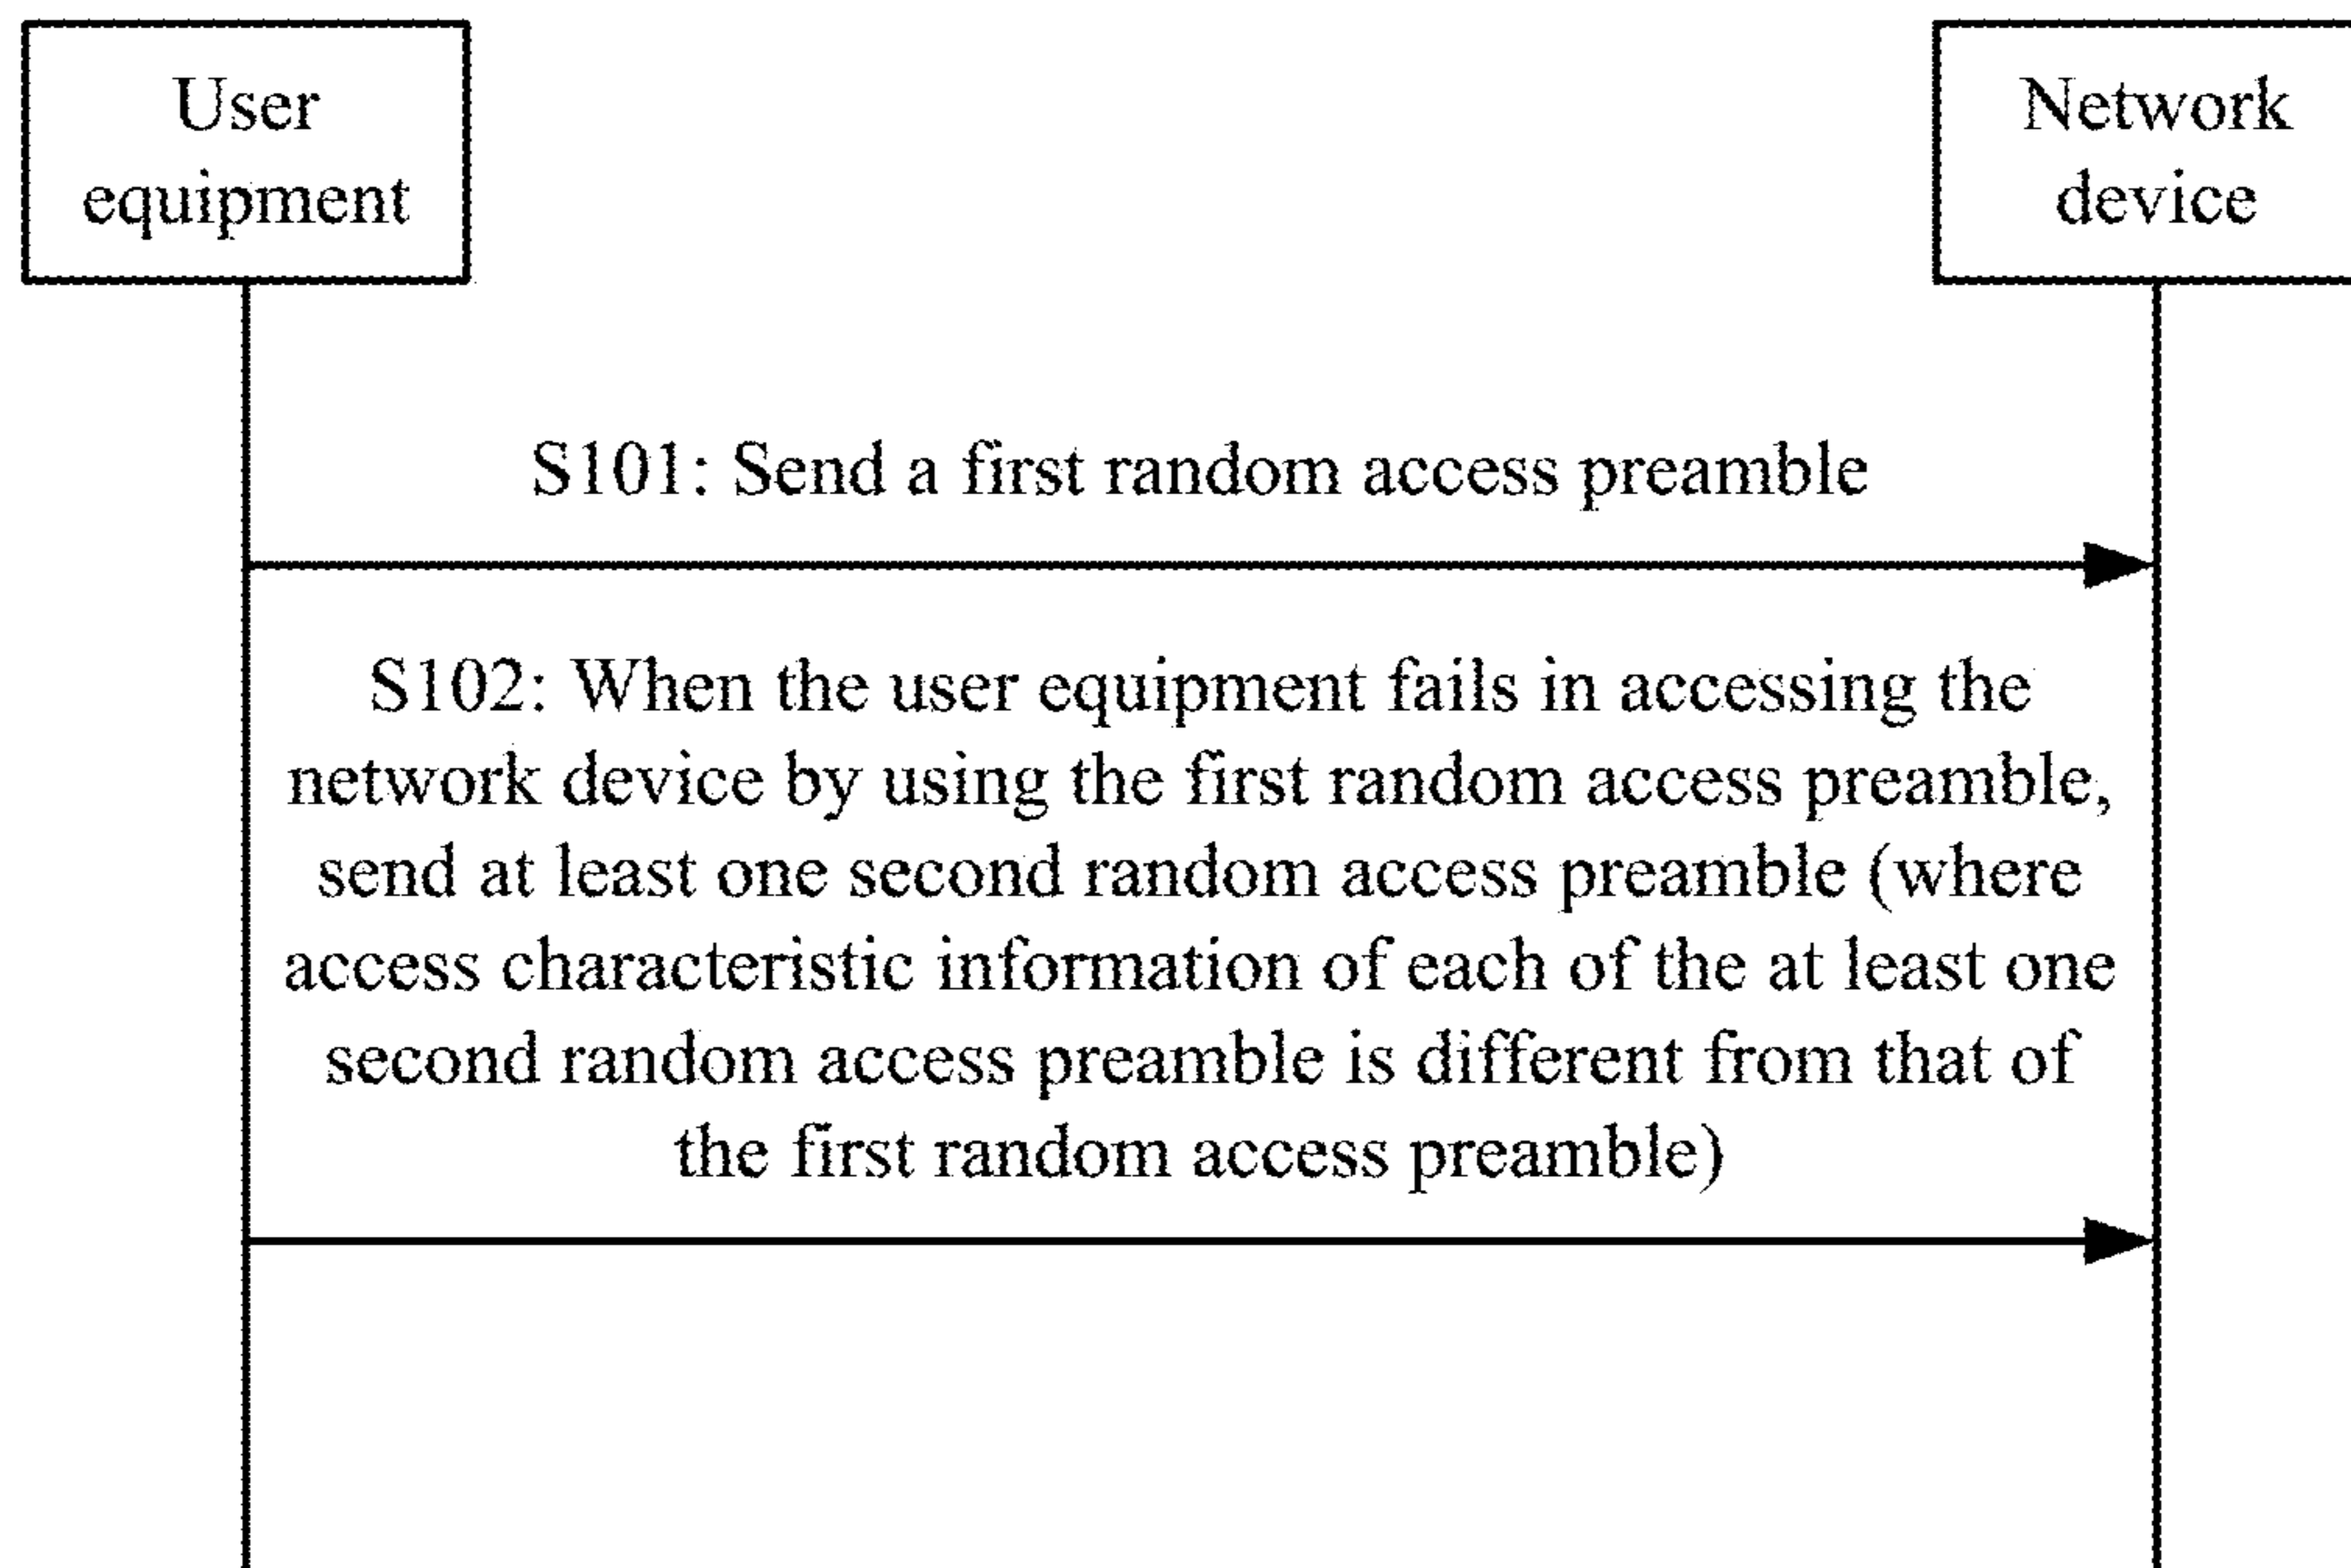 User
equipment
Network
device
S101: Send a first random access preamble
S102: When the user equipment fails in accessing the
network device by using the first random access preamble,
send at least one second random access preamble (where
access characteristic information of each of the at least one
second random access preamble is different from that of
the first random access preamble)